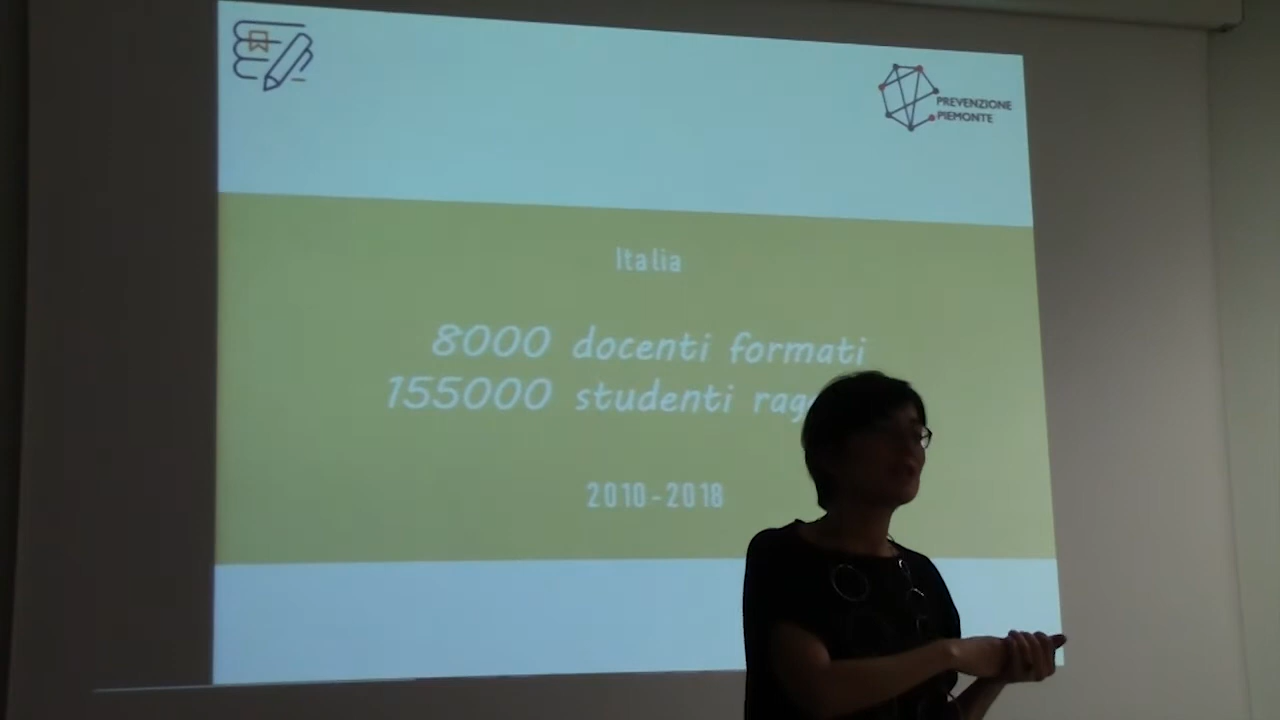 PREVENZIONE
PIEMONTE
Italia
8000 docenti formati
155000 studenti
2010-2018